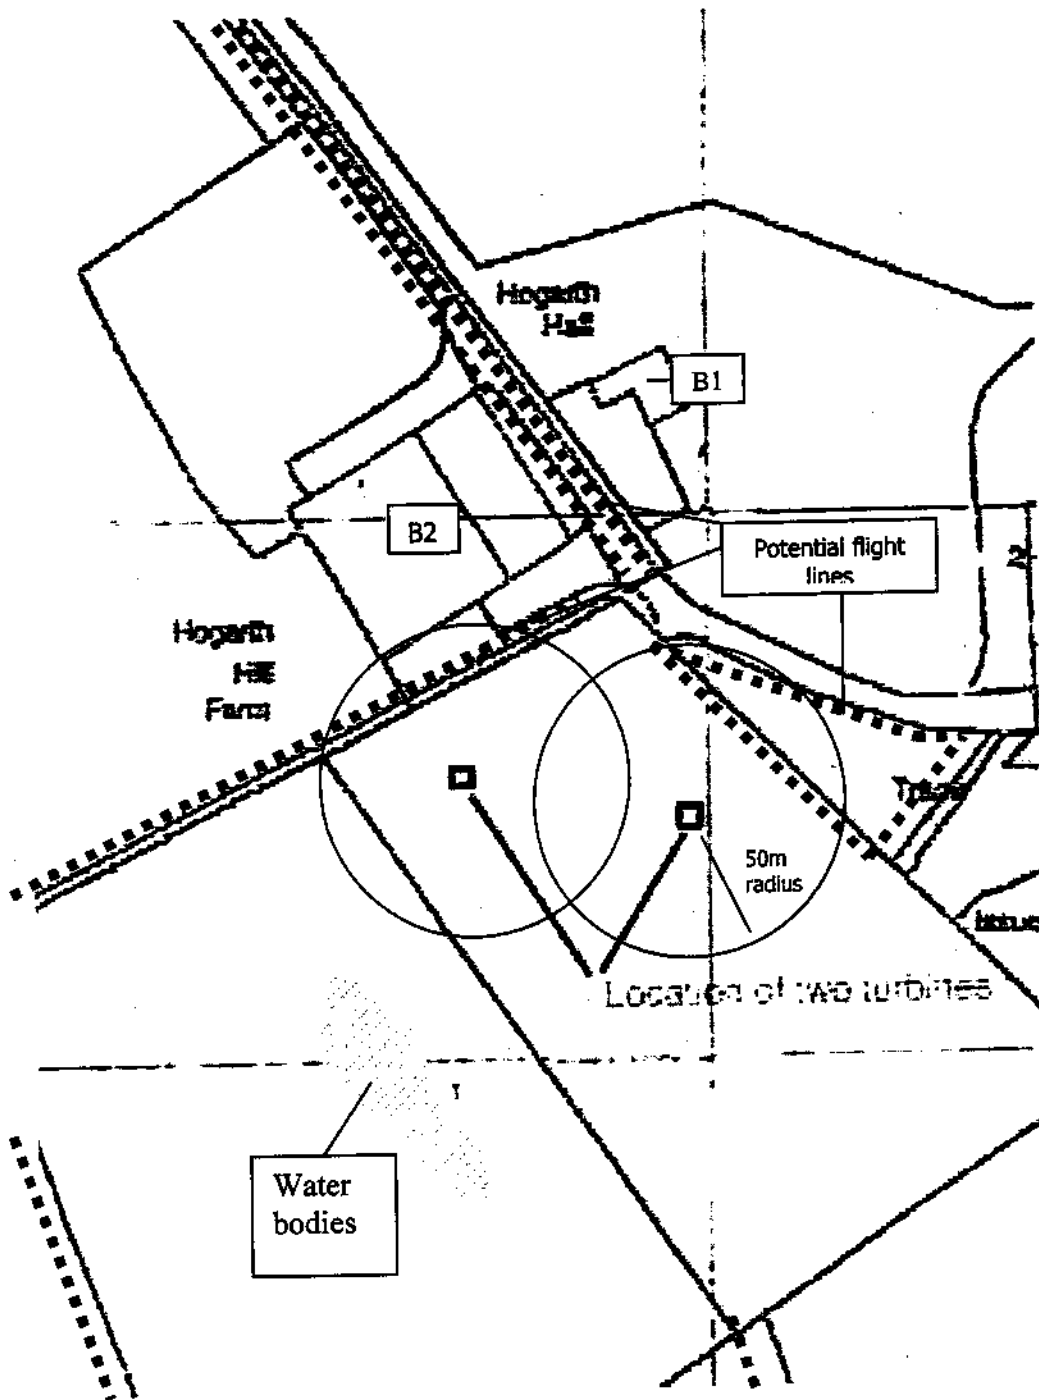 Hogarth
Hall
B1
B2
Potential flight
lines
Hogarth
Hill
Farm
50m
radius
Location of two turbines
Water
bodies